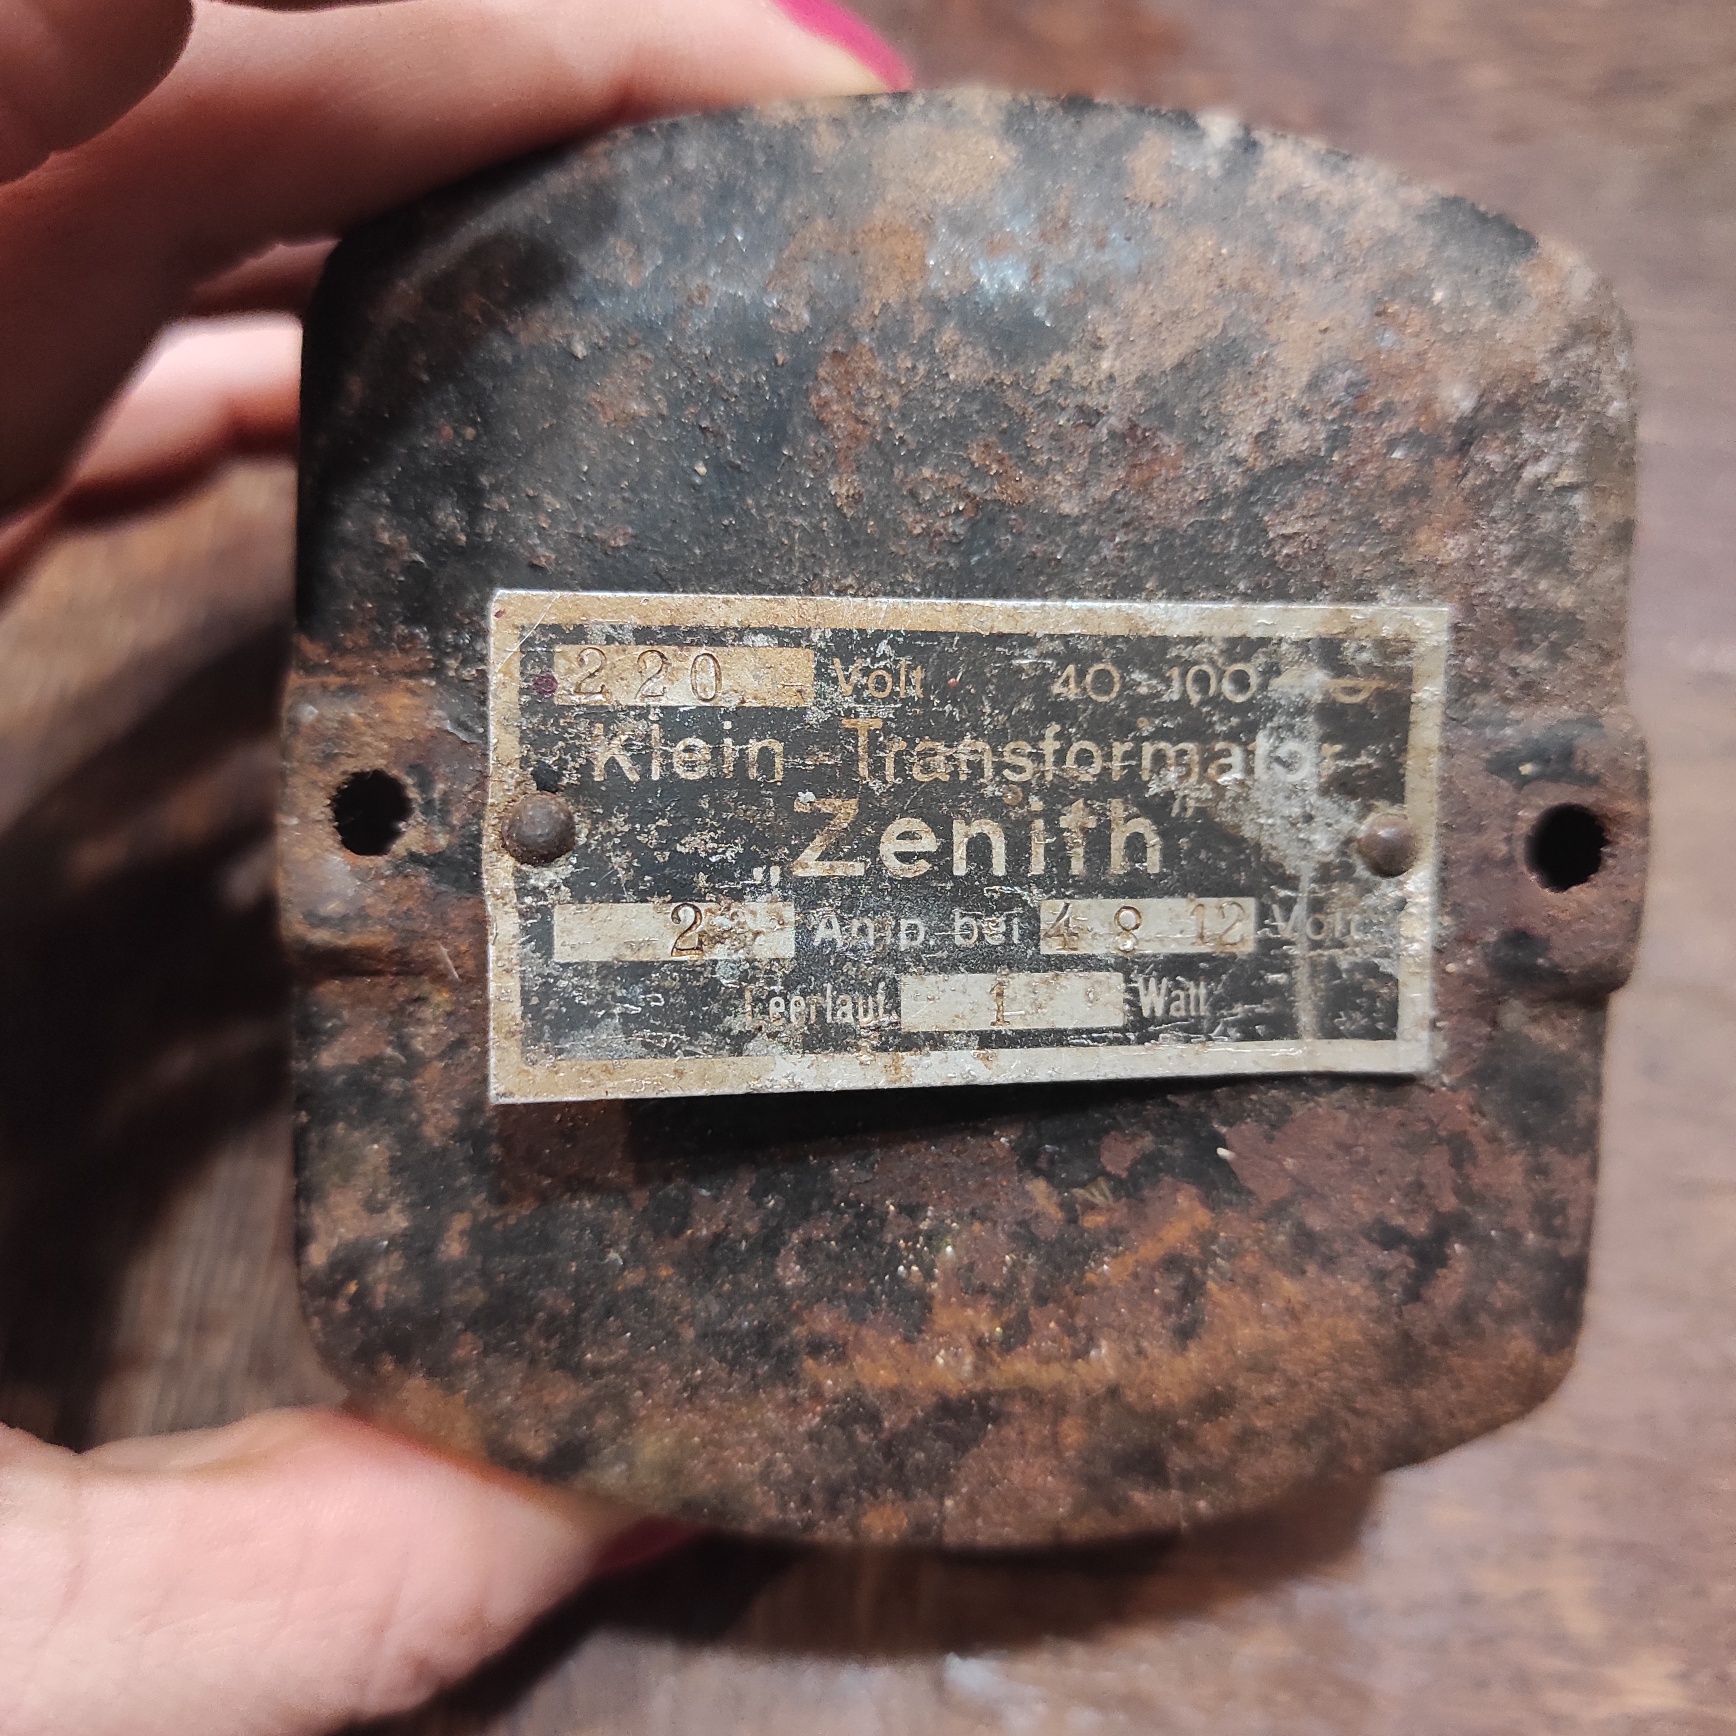 220 Volt 40-100
Klein-Transformator
„Zenith"
2 Amp. bei 4 8 12 Volt
Leerlauf. 1 Watt